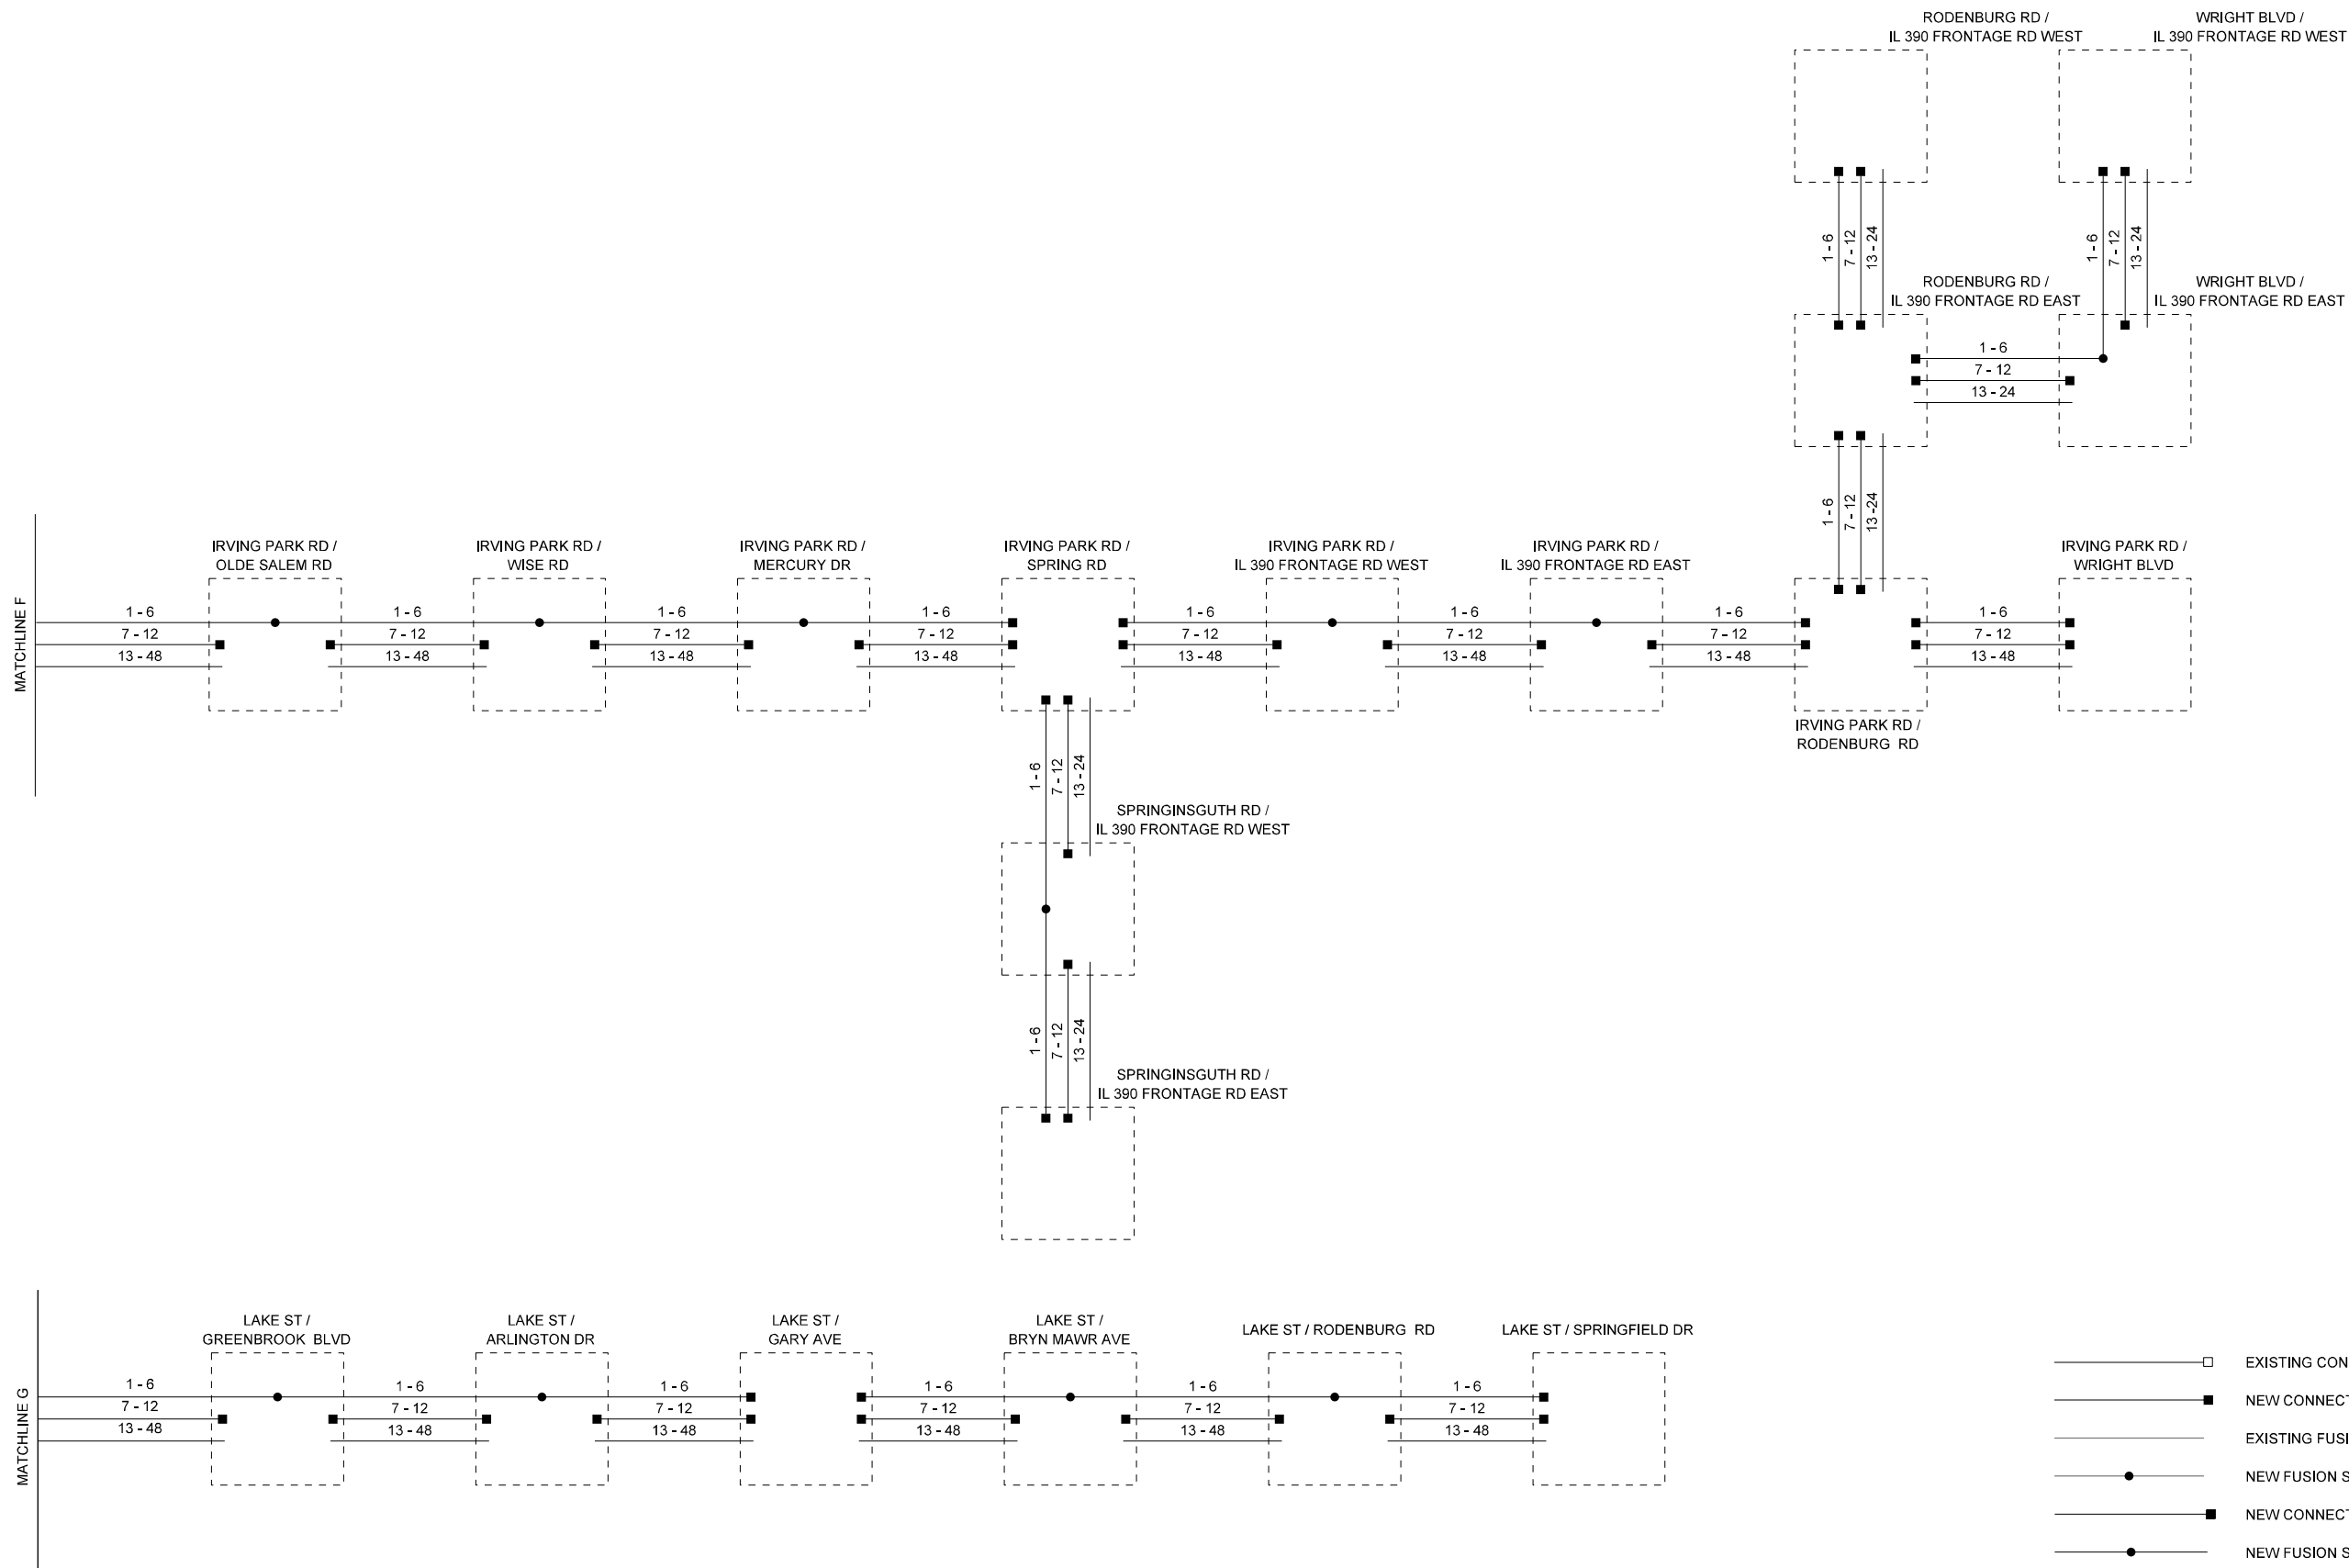 RODENBURG RD /
IL 390 FRONTAGE RD WEST
WRIGHT BLVD /
IL 390 FRONTAGE RD WEST
1 - 6
7 - 12
13 - 24
1 - 6
7 - 12
13 - 24
RODENBURG RD /
IL 390 FRONTAGE RD EAST
WRIGHT BLVD /
IL 390 FRONTAGE RD EAST
1 - 6
7 - 12
13 - 24
1 - 6
7 - 12
13 -24
MATCHLINE F
IRVING PARK RD /
OLDE SALEM RD
IRVING PARK RD /
WISE RD
IRVING PARK RD /
MERCURY DR
IRVING PARK RD /
SPRING RD
IRVING PARK RD /
IL 390 FRONTAGE RD WEST
IRVING PARK RD /
IL 390 FRONTAGE RD EAST
IRVING PARK RD /
WRIGHT BLVD
1 - 6
7 - 12
13 - 48
1 - 6
7 - 12
13 - 48
1 - 6
7 - 12
13 - 48
1 - 6
7 - 12
13 - 48
1 - 6
7 - 12
13 - 48
1 - 6
7 - 12
13 - 48
1 - 6
7 - 12
13 - 48
1 - 6
7 - 12
13 - 48
IRVING PARK RD /
RODENBURG RD
1 - 6
7 - 12
13 - 24
SPRINGINSGUTH RD /
IL 390 FRONTAGE RD WEST
1 - 6
7 - 12
13 - 24
SPRINGINSGUTH RD /
IL 390 FRONTAGE RD EAST
MATCHLINE G
LAKE ST /
GREENBROOK BLVD
LAKE ST /
ARLINGTON DR
LAKE ST /
GARY AVE
LAKE ST /
BRYN MAWR AVE
LAKE ST / RODENBURG RD
LAKE ST / SPRINGFIELD DR
1 - 6
7 - 12
13 - 48
1 - 6
7 - 12
13 - 48
1 - 6
7 - 12
13 - 48
1 - 6
7 - 12
13 - 48
1 - 6
7 - 12
13 - 48
1 - 6
7 - 12
13 - 48
EXISTING CON
NEW CONNEC
EXISTING FUSI
NEW FUSION S
NEW CONNEC
NEW FUSION S